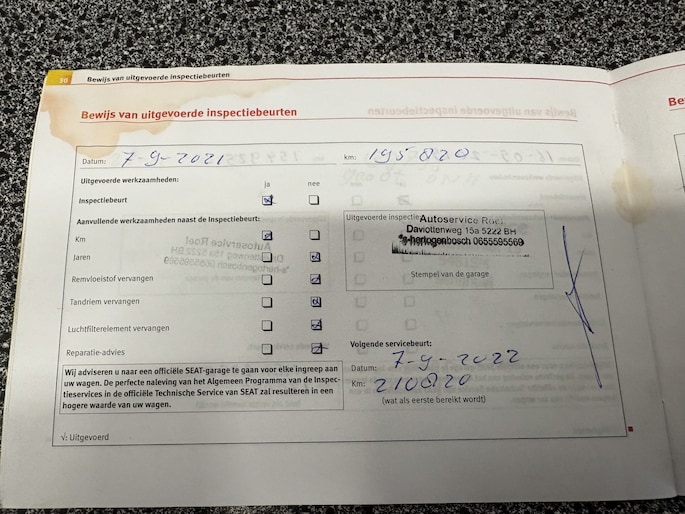 30 Bewijs van uitgevoerde inspectiebeurten
Bewijs van uitgevoerde inspectiebeurten
Datum: 7-9-2021 km: 195820
Uitgevoerde werkzaamheden: ja nee
Inspectiebeurt
Aanvullende werkzaamheden naast de Inspectiebeurt:
Km
Jaren
Remvloeistof vervangen
Tandriem vervangen
Luchtfilterelement vervangen
Reparatie-advies
Wij adviseren u naar een officiële SEAT-garage te gaan voor elke ingreep aan
uw wagen. De perfecte naleving van het Algemeen Programma van de Inspec-
tieservices in de officiële Technische Service van SEAT zal resulteren in een
hogere waarde van uw wagen.
√: Uitgevoerd
Uitgevoerde inspectie
Autoservice Roel
Daviottenweg 15a 5222 BH
's-hertogenbosch 0655595569
Stempel van de garage
Volgende servicebeurt:
Datum: 7-9-2022
Km: 210820
(wat als eerste bereikt wordt)
Be